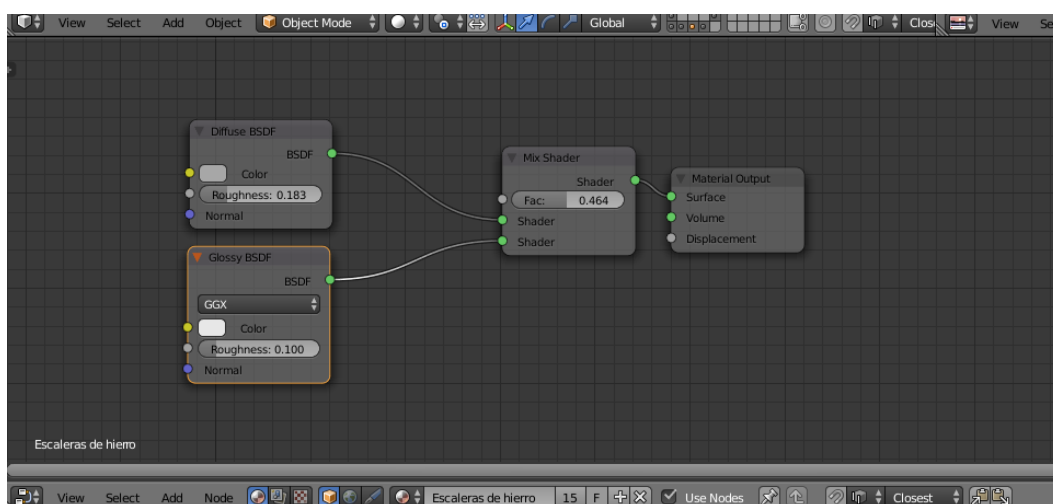 View Select Add Object Object Mode Global Clos View Se
Diffuse BSDF
BSDF
Color
Roughness: 0.183
Normal
Glossy BSDF
BSDF
GGX
Color
Roughness: 0.100
Normal
Mix Shader
Shader
Fac: 0.464
Shader
Shader
Material Output
Surface
Volume
Displacement
Escaleras de hierro
View Select Add Node Escaleras de hierro 15 F Use Nodes Closest